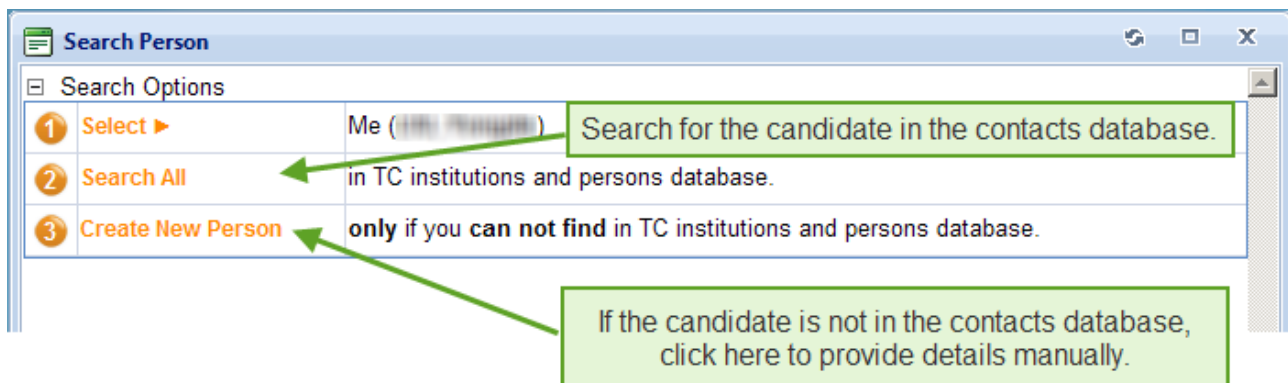 Search Person
Search Options
1 Select ► Me ( )
Search for the candidate in the contacts database.
2 Search All in TC institutions and persons database.
3 Create New Person only if you can not find in TC institutions and persons database.
If the candidate is not in the contacts database,
click here to provide details manually.